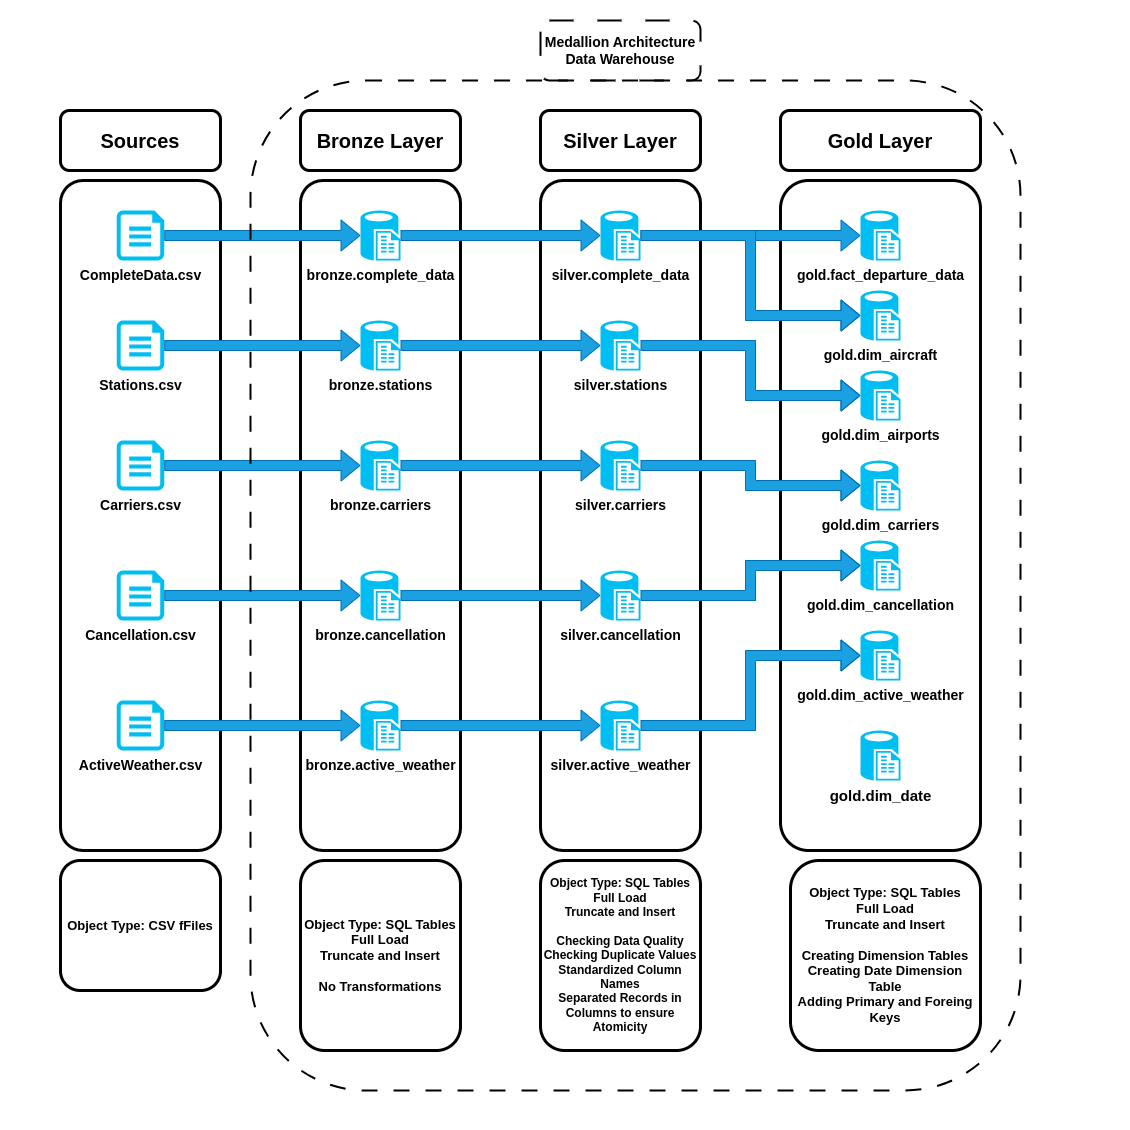 Medallion Architecture
Data Warehouse
Sources
Bronze Layer
Silver Layer
Gold Layer
CompleteData.csv
bronze.complete_data
silver.complete_data
gold.fact_departure_data
gold.dim_aircraft
Stations.csv
bronze.stations
silver.stations
gold.dim_airports
Carriers.csv
bronze.carriers
silver.carriers
gold.dim_carriers
gold.dim_cancellation
Cancellation.csv
bronze.cancellation
silver.cancellation
gold.dim_active_weather
ActiveWeather.csv
bronze.active_weather
silver.active_weather
gold.dim_date
Object Type: CSV fFiles
Object Type: SQL Tables
Full Load
Truncate and Insert
No Transformations
Object Type: SQL Tables
Full Load
Truncate and Insert
Checking Data Quality
Checking Duplicate Values
Standardized Column
Names
Separated Records in
Columns to ensure
Atomicity
Object Type: SQL Tables
Full Load
Truncate and Insert
Creating Dimension Tables
Creating Date Dimension
Table
Adding Primary and Foreing
Keys